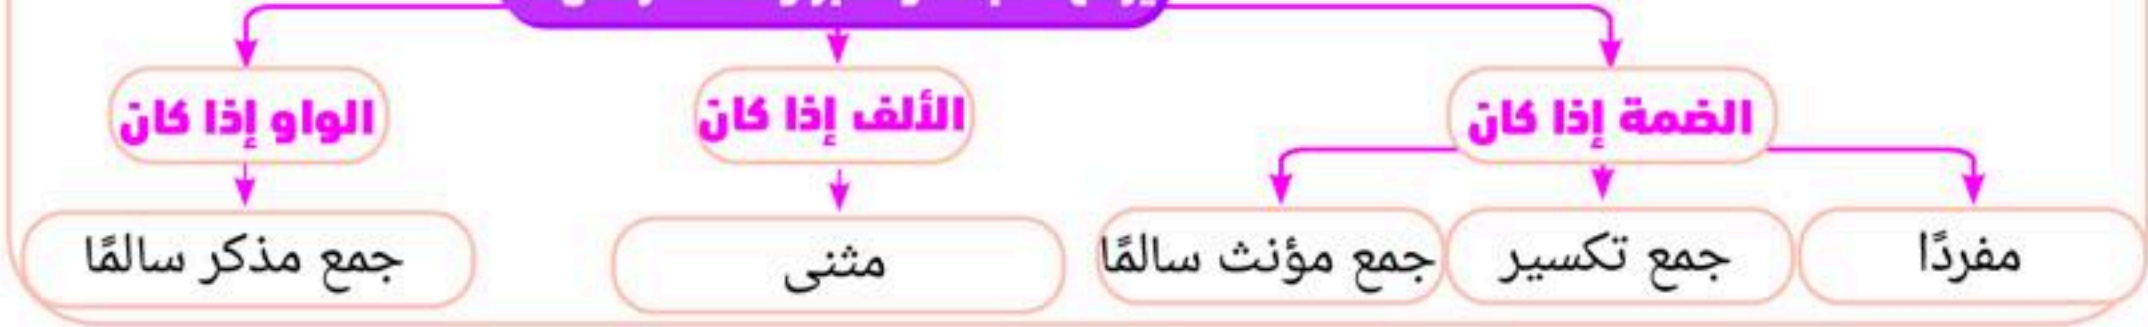 الضمة إذا كان
الألف إذا كان
الواو إذا كان
مفردًا
جمع تكسير
جمع مؤنث سالمًا
مثنى
جمع مذكر سالمًا